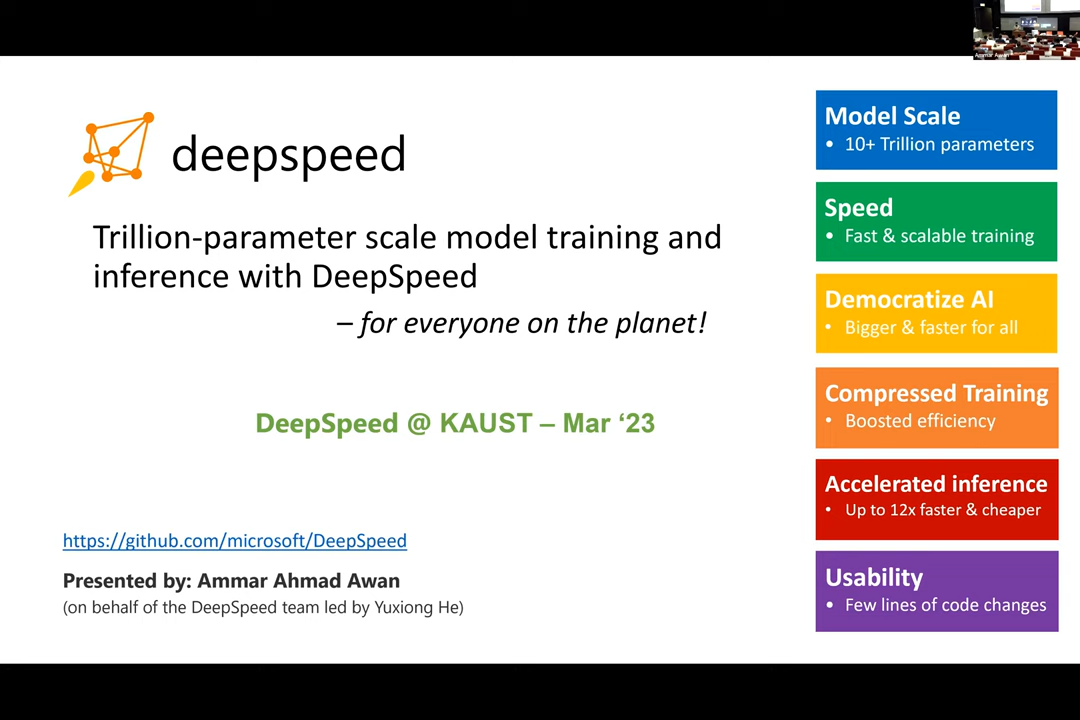 Ammar Awan
deepspeed
Trillion-parameter scale model training and
inference with DeepSpeed
– for everyone on the planet!
DeepSpeed @ KAUST – Mar ‘23
https://github.com/microsoft/DeepSpeed
Presented by: Ammar Ahmad Awan
(on behalf of the DeepSpeed team led by Yuxiong He)
Model Scale
• 10+ Trillion parameters
Speed
• Fast & scalable training
Democratize AI
• Bigger & faster for all
Compressed Training
• Boosted efficiency
Accelerated inference
• Up to 12x faster & cheaper
Usability
• Few lines of code changes